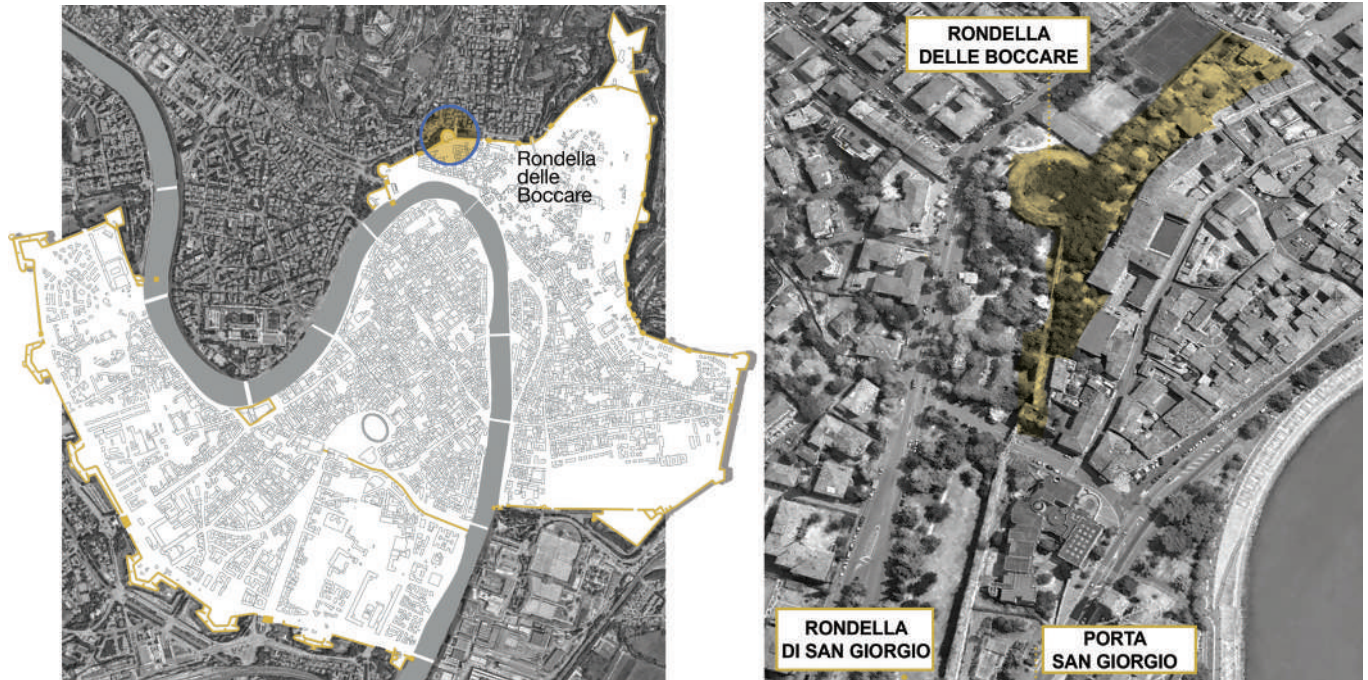 Rondella
delle
Boccare
RONDELLA
DELLE BOCCARE
RONDELLA
DI SAN GIORGIO
PORTA
SAN GIORGIO